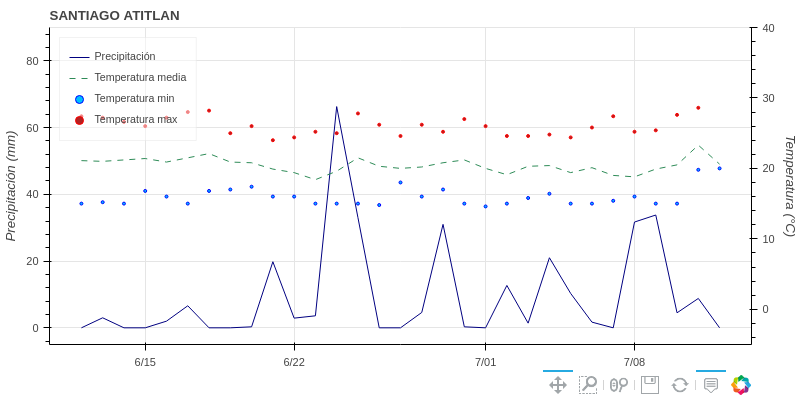 SANTIAGO ATITLAN
Precipitación
Temperatura media
Temperatura min
Temperatura max
Precipitación (mm)
80
60
40
20
0
Temperatura (°C)
40
30
20
10
0
6/15
6/22
7/01
7/08